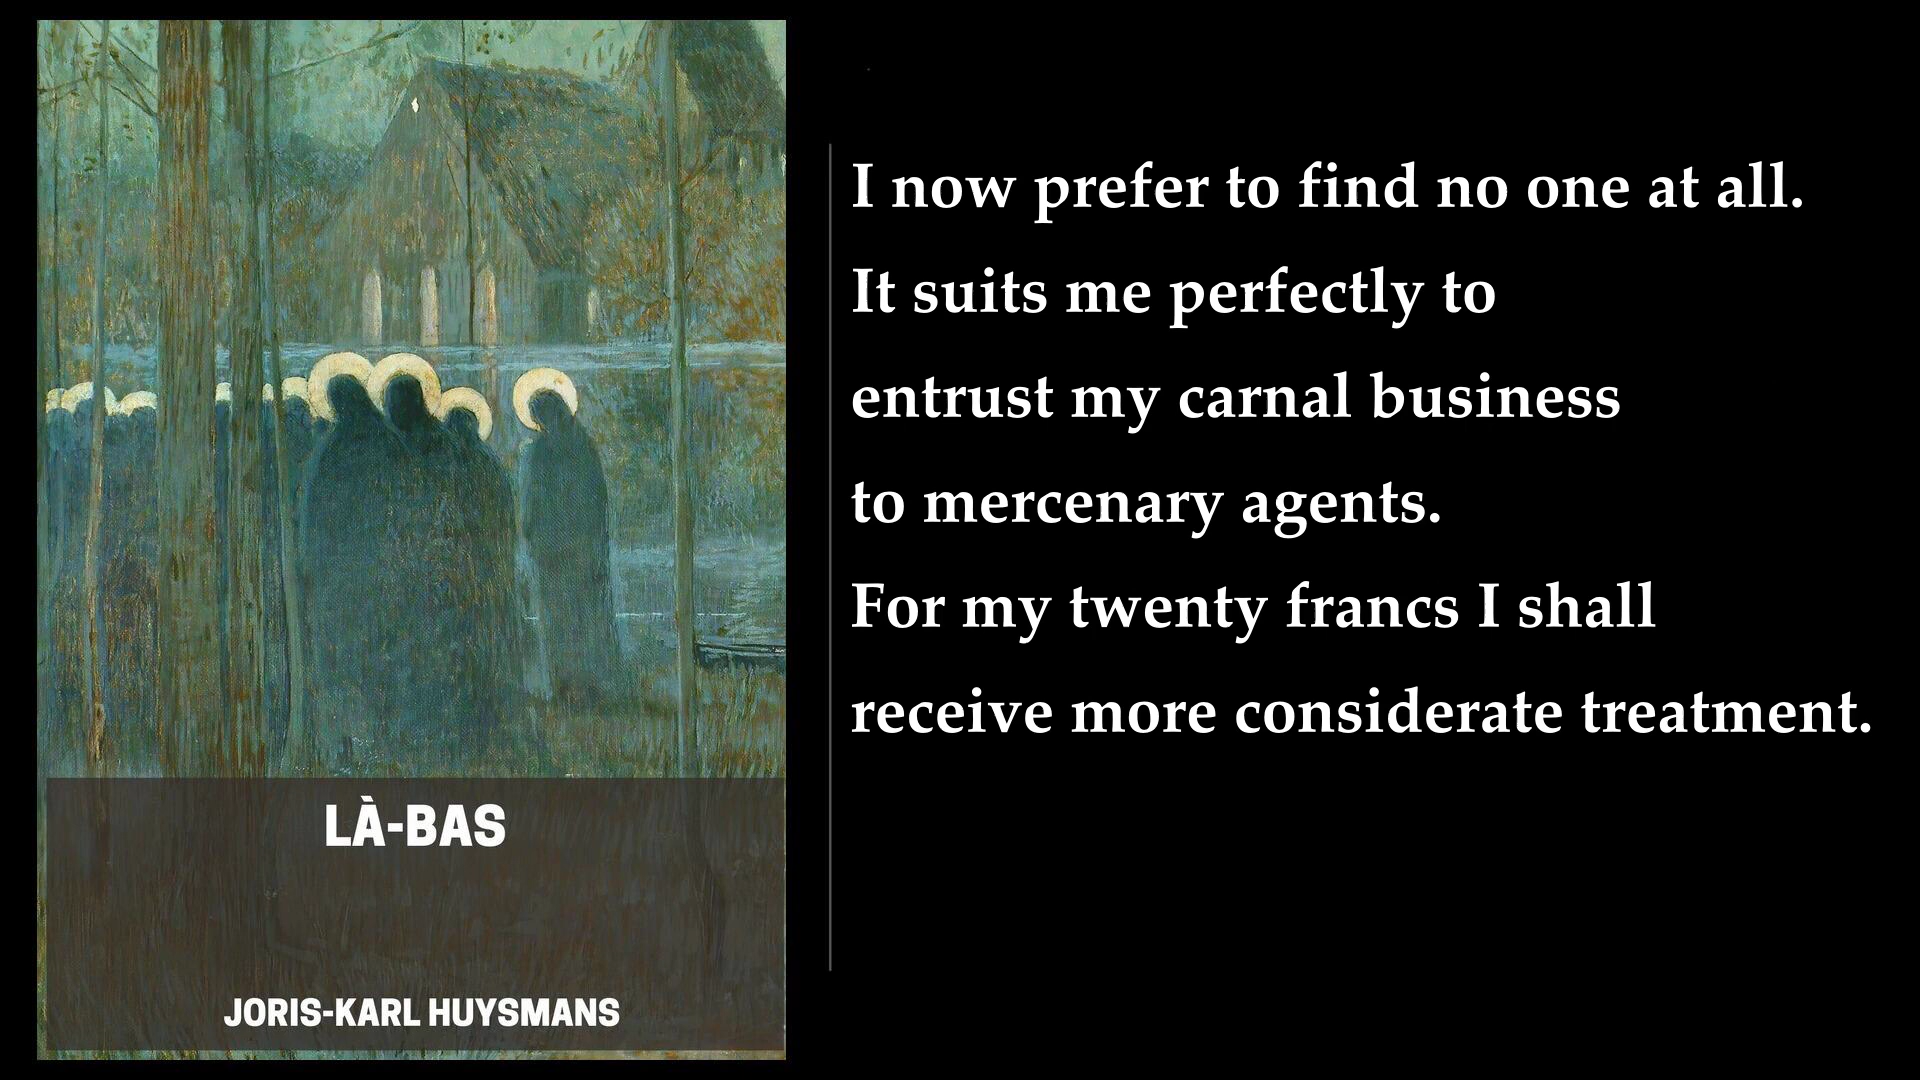 LÀ-BAS
JORIS-KARL HUYSMANS
I now prefer to find no one at all.
It suits me perfectly to
entrust my carnal business
to mercenary agents.
For my twenty francs I shall
receive more considerate treatment.